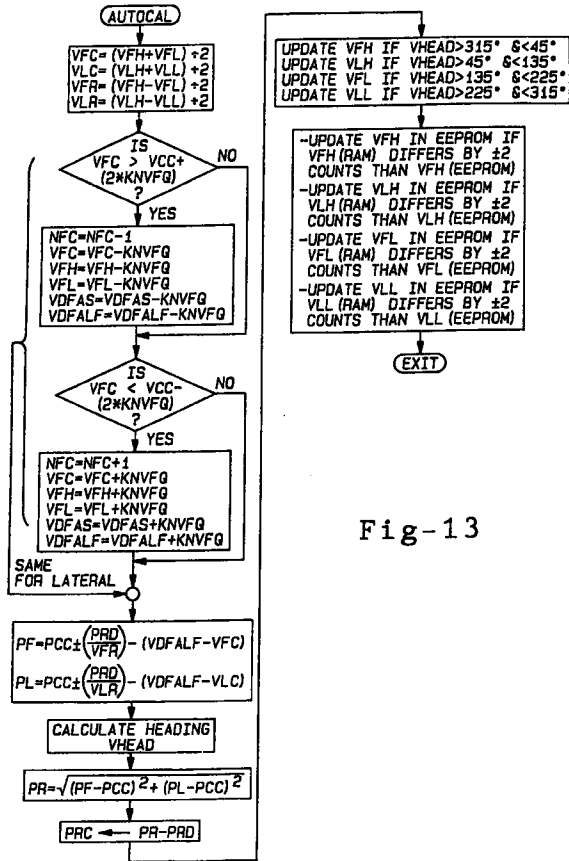 AUTOCAL
VFC= (VFH+VFL) ÷2
VLC= (VLH+VLL) ÷2
VFR= (VFH-VFL) ÷2
VLR= (VLH-VLL) ÷2
IS
VFC > VCC+
(2*KNVFQ)
?
NO
YES
NFC=NFC-1
VFC=VFC-KNVFQ
VFH=VFH-KNVFQ
VFL=VFL-KNVFQ
VDFAS=VDFAS-KNVFQ
VDFALF=VDFALF-KNVFQ
IS
VFC < VCC-
(2*KNVFQ)
?
NO
YES
NFC=NFC+1
VFC=VFC+KNVFQ
VFH=VFH+KNVFQ
VFL=VFL+KNVFQ
VDFAS=VDFAS+KNVFQ
VDFALF=VDFALF+KNVFQ
SAME
FOR LATERAL
PF=PCC±(PRD/VFR)-(VDFALF-VFC)
PL=PCC±(PRD/VLR)-(VDFALF-VLC)
CALCULATE HEADING
VHEAD
PR=√(PF-PCC)²+(PL-PCC)²
PRC ← PR-PRD
UPDATE VFH IF VHEAD>315° &<45°
UPDATE VLH IF VHEAD>45° &<135°
UPDATE VFL IF VHEAD>135° &<225°
UPDATE VLL IF VHEAD>225° &<315°
-UPDATE VFH IN EEPROM IF
VFH(RAM) DIFFERS BY ±2
COUNTS THAN VFH(EEPROM)
-UPDATE VLH IN EEPROM IF
VLH(RAM) DIFFERS BY ±2
COUNTS THAN VLH(EEPROM)
-UPDATE VFL IN EEPROM IF
VFL(RAM) DIFFERS BY ±2
COUNTS THAN VFL(EEPROM)
-UPDATE VLL IN EEPROM IF
VLL(RAM) DIFFERS BY ±2
COUNTS THAN VLL(EEPROM)
EXIT
Fig-13